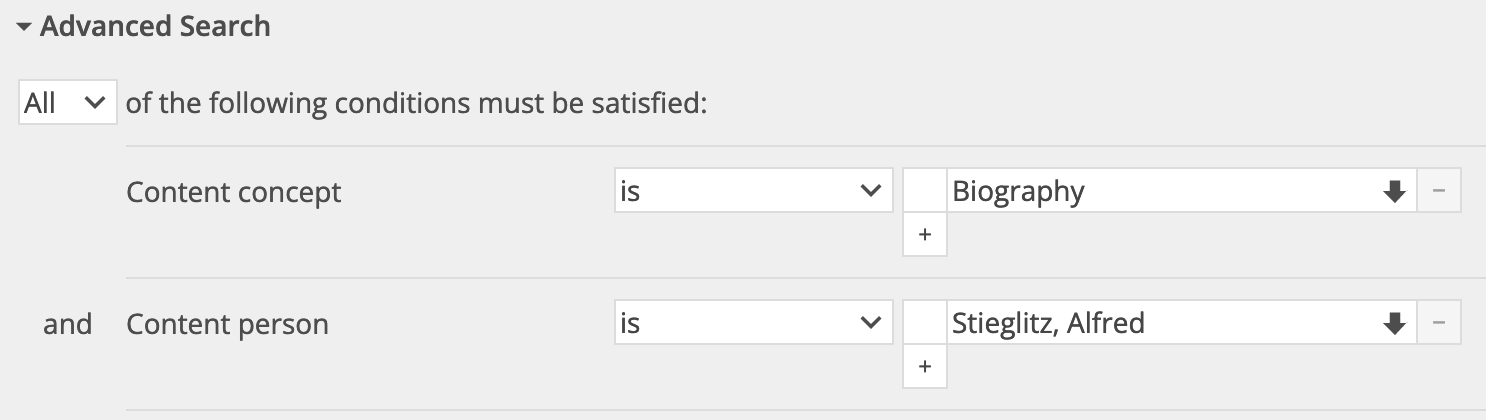 Advanced Search
All of the following conditions must be satisfied:
Content concept is Biography −
+
and Content person is Stieglitz, Alfred −
+